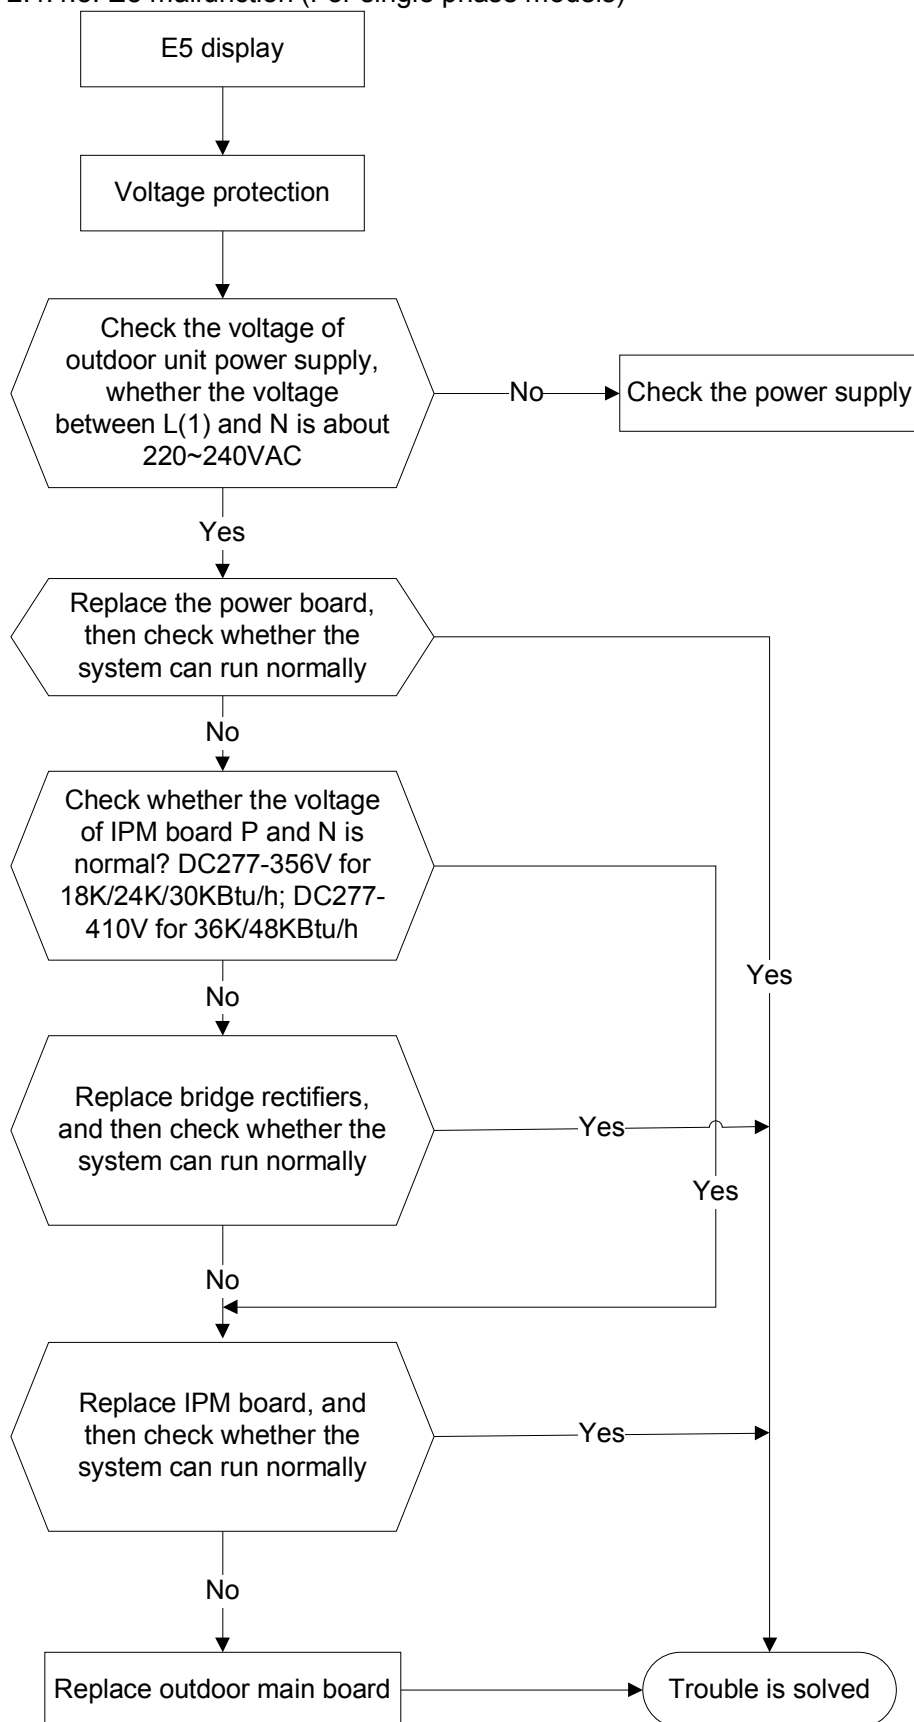 E5 display
Voltage protection
Check the voltage of
outdoor unit power supply,
whether the voltage
between L(1) and N is about
220~240VAC
No
Check the power supply
Yes
Replace the power board,
then check whether the
system can run normally
No
Check whether the voltage
of IPM board P and N is
normal? DC277-356V for
18K/24K/30KBtu/h; DC277-
410V for 36K/48KBtu/h
Yes
No
Replace bridge rectifiers,
and then check whether the
system can run normally
Yes
Yes
No
Replace IPM board, and
then check whether the
system can run normally
Yes
No
Replace outdoor main board
Trouble is solved